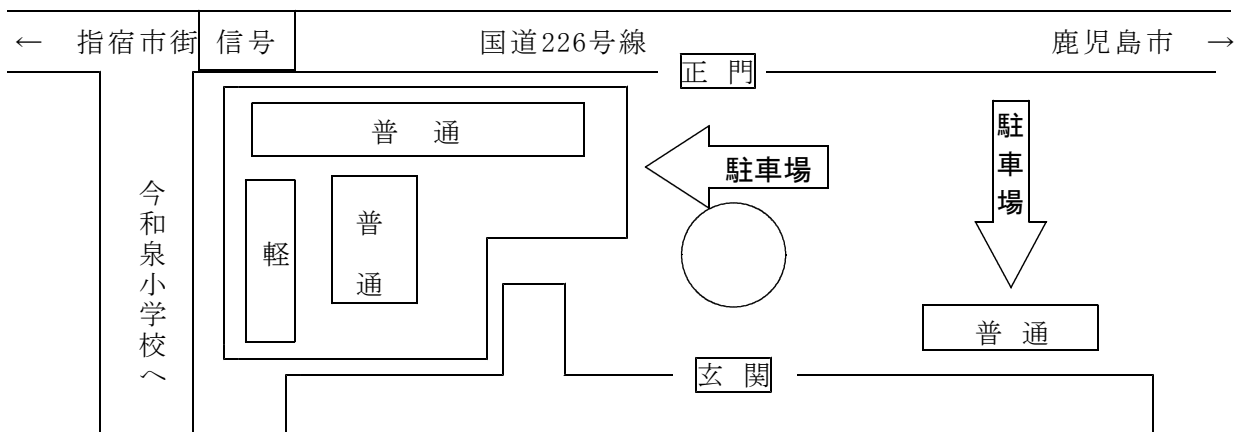 ← 指宿市街 信号 国道226号線 鹿児島市 →
正門
普通
駐車場
駐車場
今和泉小学校へ
軽
普通
普通
玄関